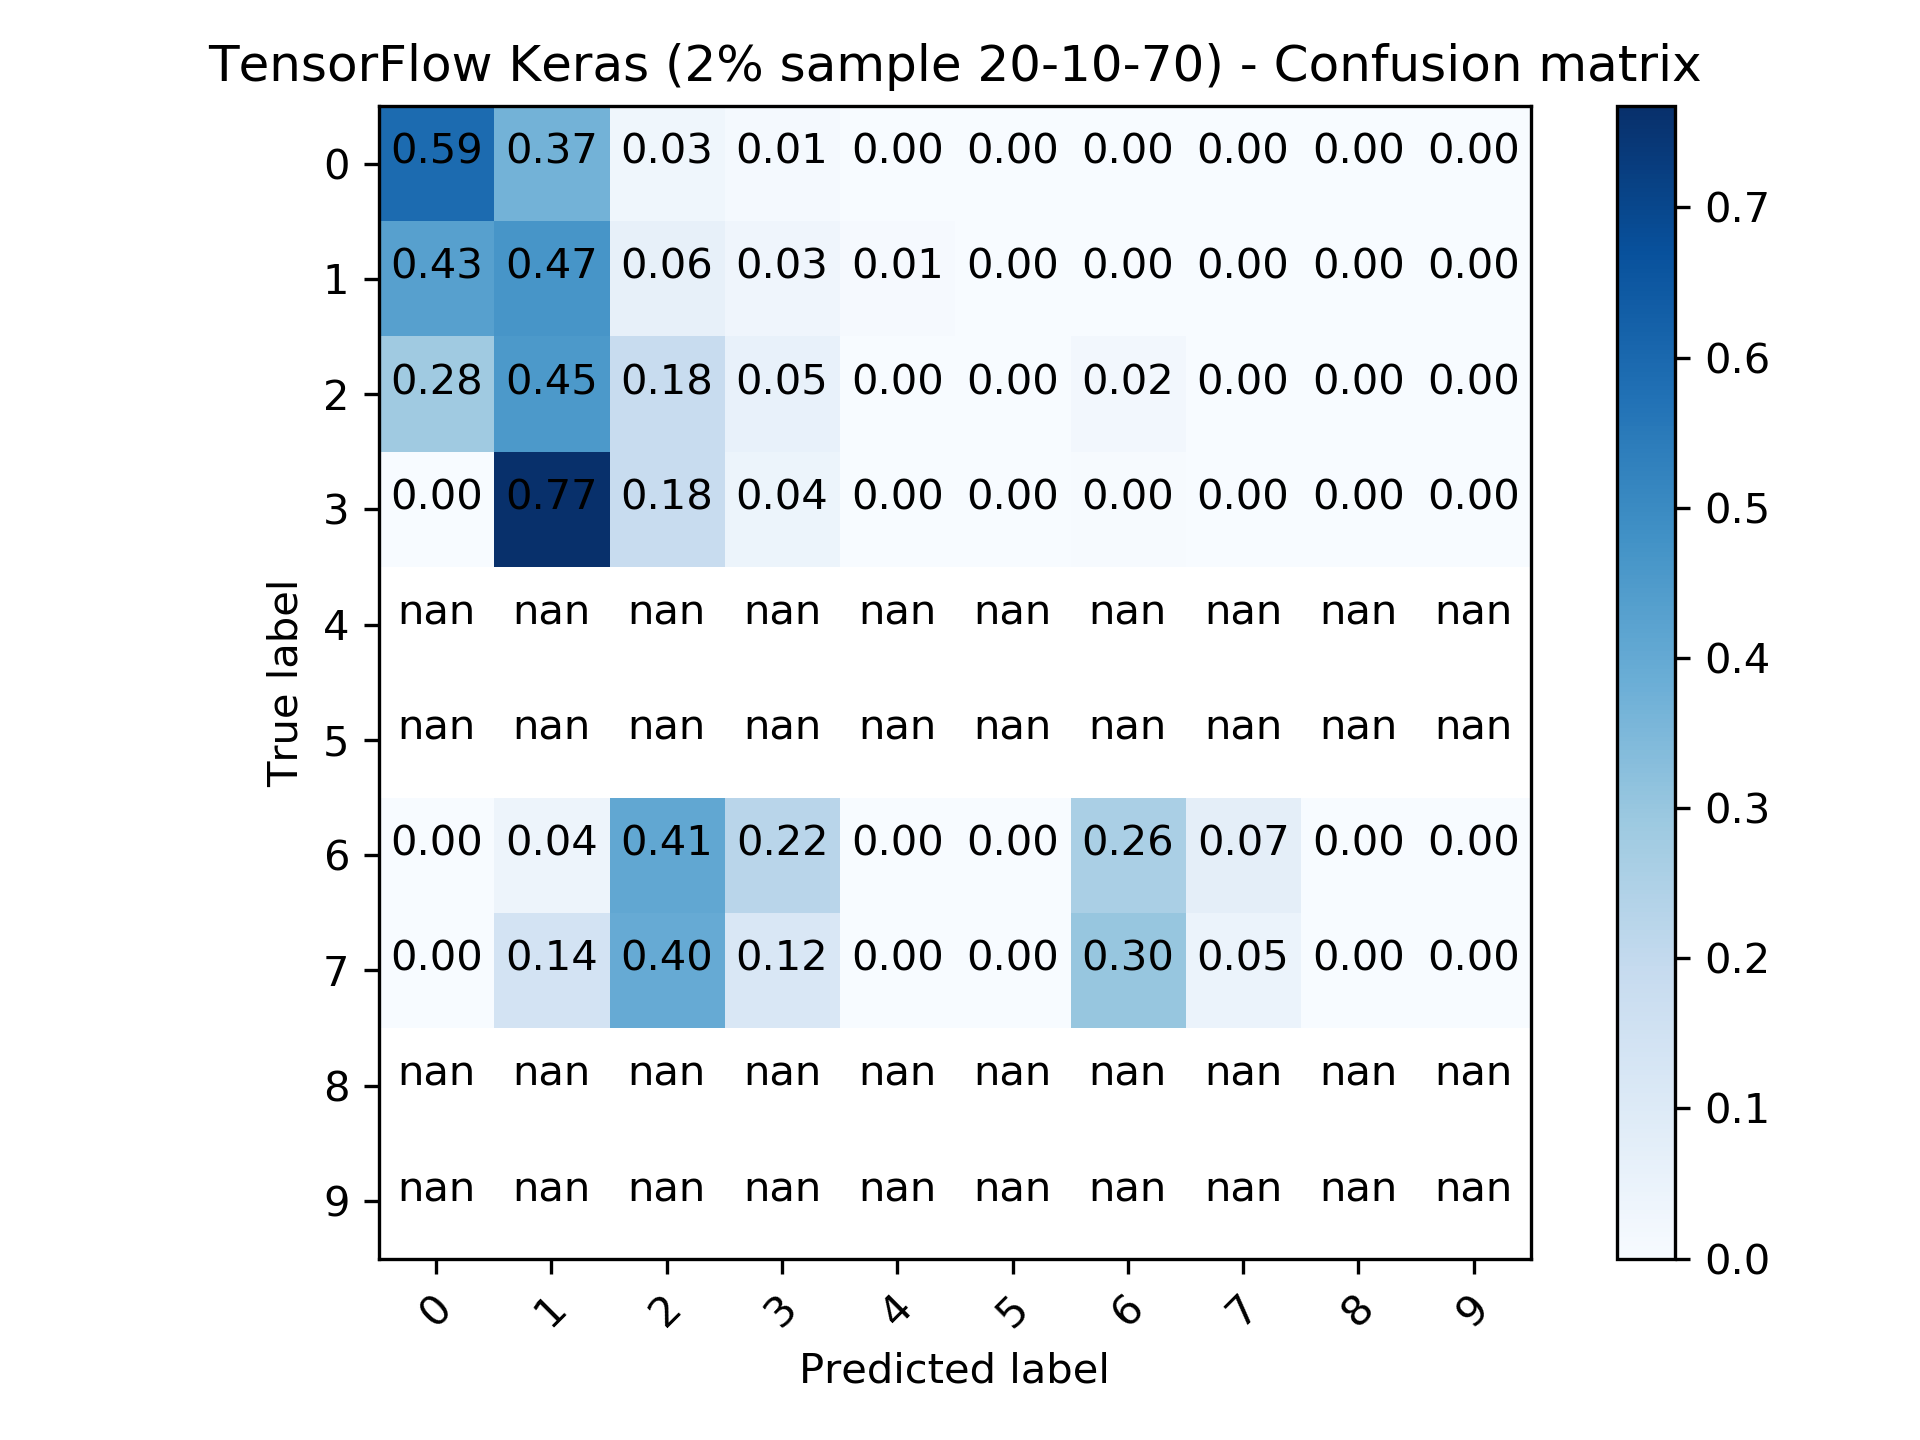 TensorFlow Keras (2% sample 20-10-70) - Confusion matrix
0 0.59 0.37 0.03 0.01 0.00 0.00 0.00 0.00 0.00 0.00
1 0.43 0.47 0.06 0.03 0.01 0.00 0.00 0.00 0.00 0.00
2 0.28 0.45 0.18 0.05 0.00 0.00 0.02 0.00 0.00 0.00
3 0.00 0.77 0.18 0.04 0.00 0.00 0.00 0.00 0.00 0.00
4 nan nan nan nan nan nan nan nan nan nan
5 nan nan nan nan nan nan nan nan nan nan
6 0.00 0.04 0.41 0.22 0.00 0.00 0.26 0.07 0.00 0.00
7 0.00 0.14 0.40 0.12 0.00 0.00 0.30 0.05 0.00 0.00
8 nan nan nan nan nan nan nan nan nan nan
9 nan nan nan nan nan nan nan nan nan nan
0 1 2 3 4 5 6 7 8 9
True label
Predicted label
0.7
0.6
0.5
0.4
0.3
0.2
0.1
0.0